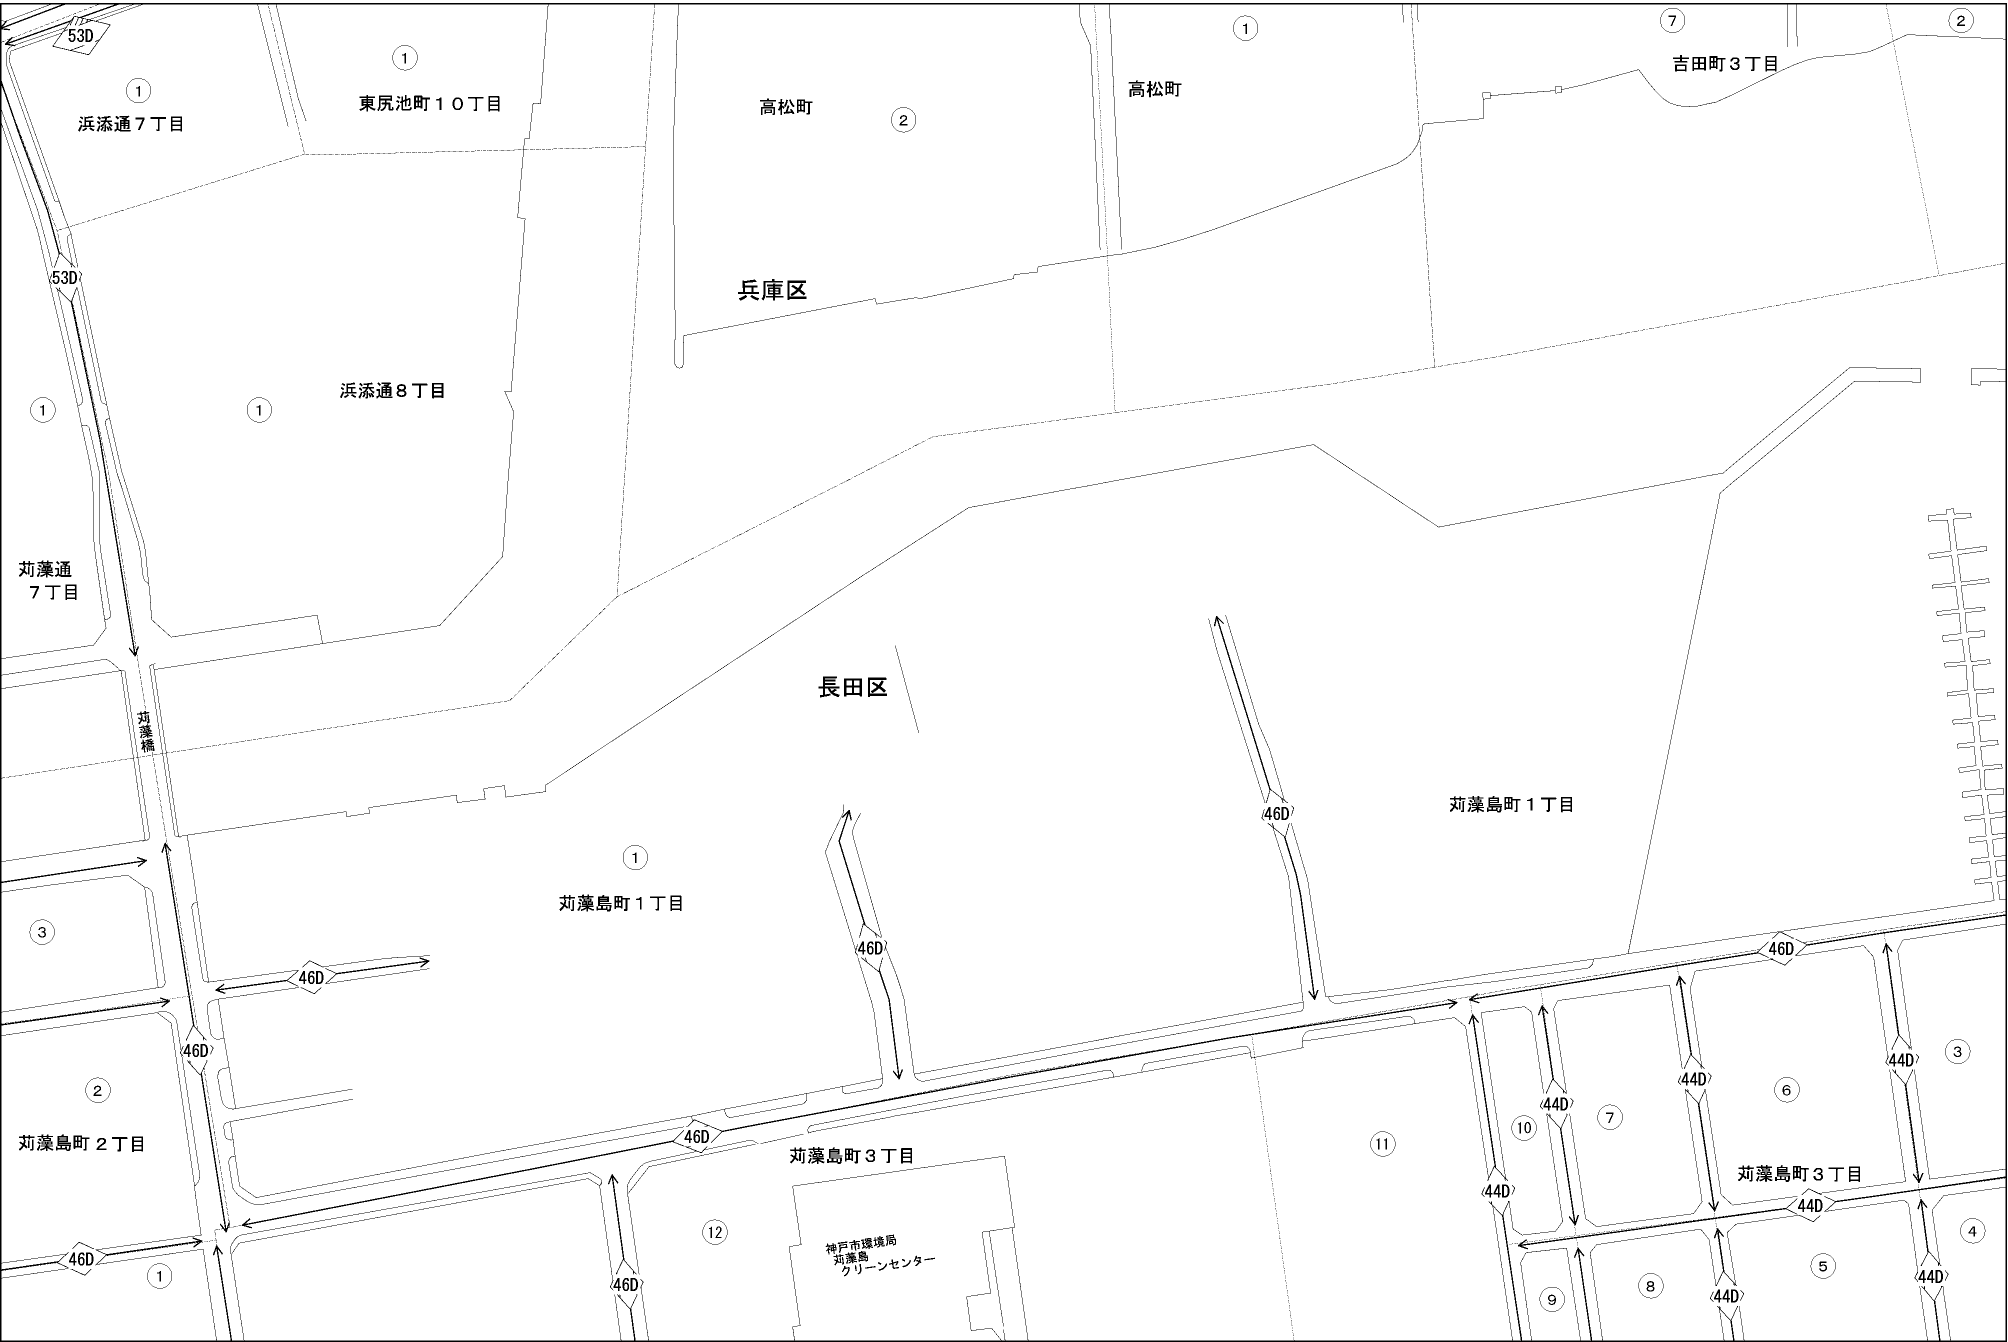 53D
①
①
①
⑦
②
東尻池町１０丁目
浜添通７丁目
高松町
②
高松町
吉田町３丁目
53D
兵庫区
浜添通８丁目
①
①
苅藻通
７丁目
苅藻橋
長田区
46D
苅藻島町１丁目
①
苅藻島町１丁目
③
46D
46D
46D
46D
②
苅藻島町２丁目
46D
苅藻島町３丁目
⑪
⑩
44D
⑦
44D
⑥
44D
③
苅藻島町３丁目
44D
44D
46D
①
⑫
神戸市環境局
苅藻島
クリーンセンター
46D
⑨
⑧
44D
⑤
44D
④